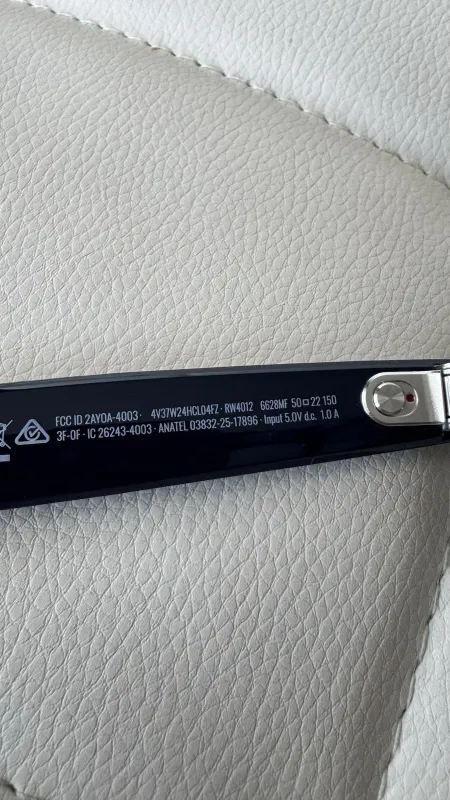 FCC ID 2AYOA-4003 · 4V37W24HCL04FZ · RW4012 6628MF 50□22 150
3F-0F · IC 26243-4003 · ANATEL 03832-25-17896 · Input 5.0V d.c. 1.0 A